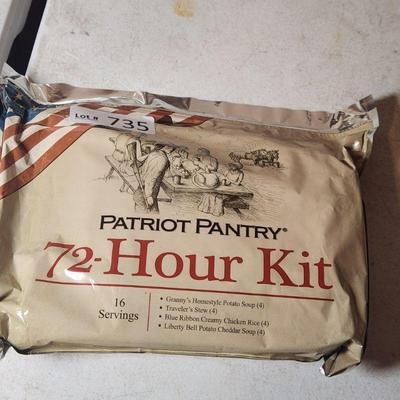 LOT# 735
PATRIOT PANTRY®
72-Hour Kit
16
Servings
• Granny's Homestyle Potato Soup (4)
• Traveler's Stew (4)
• Blue Ribbon Creamy Chicken Rice (4)
• Liberty Bell Potato Cheddar Soup (4)